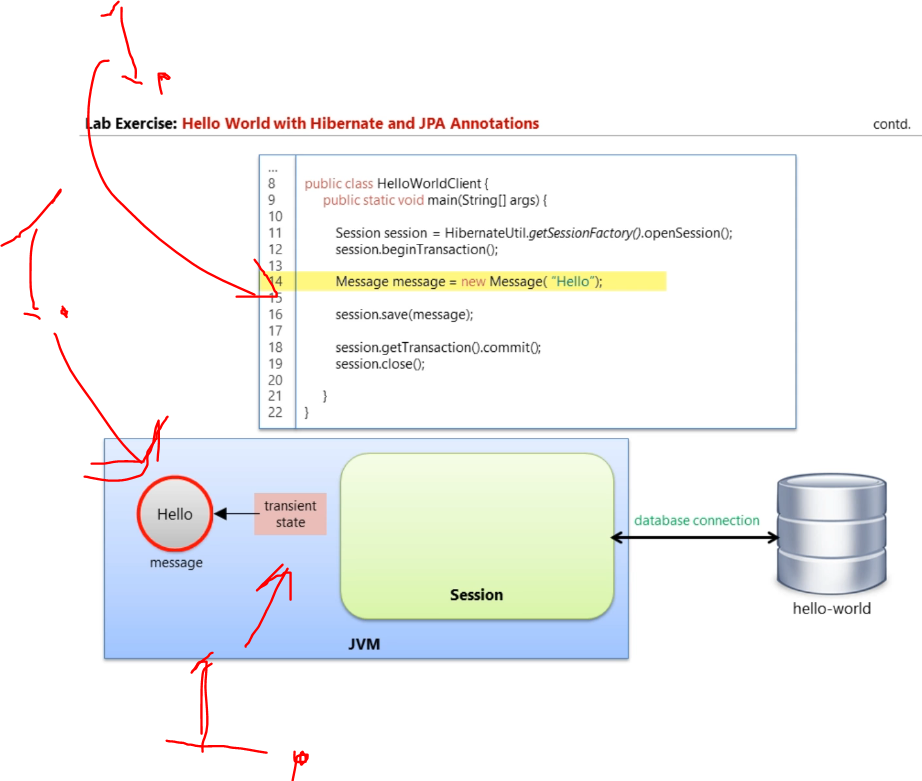 Lab Exercise: Hello World with Hibernate and JPA Annotations
contd.
...
8 public class HelloWorldClient {
9 public static void main(String[] args) {
10
11 Session session = HibernateUtil.getSessionFactory().openSession();
12 session.beginTransaction();
13
14 Message message = new Message( "Hello");
15
16 session.save(message);
17
18 session.getTransaction().commit();
19 session.close();
20
21 }
22 }
Hello
message
transient
state
Session
JVM
database connection
hello-world